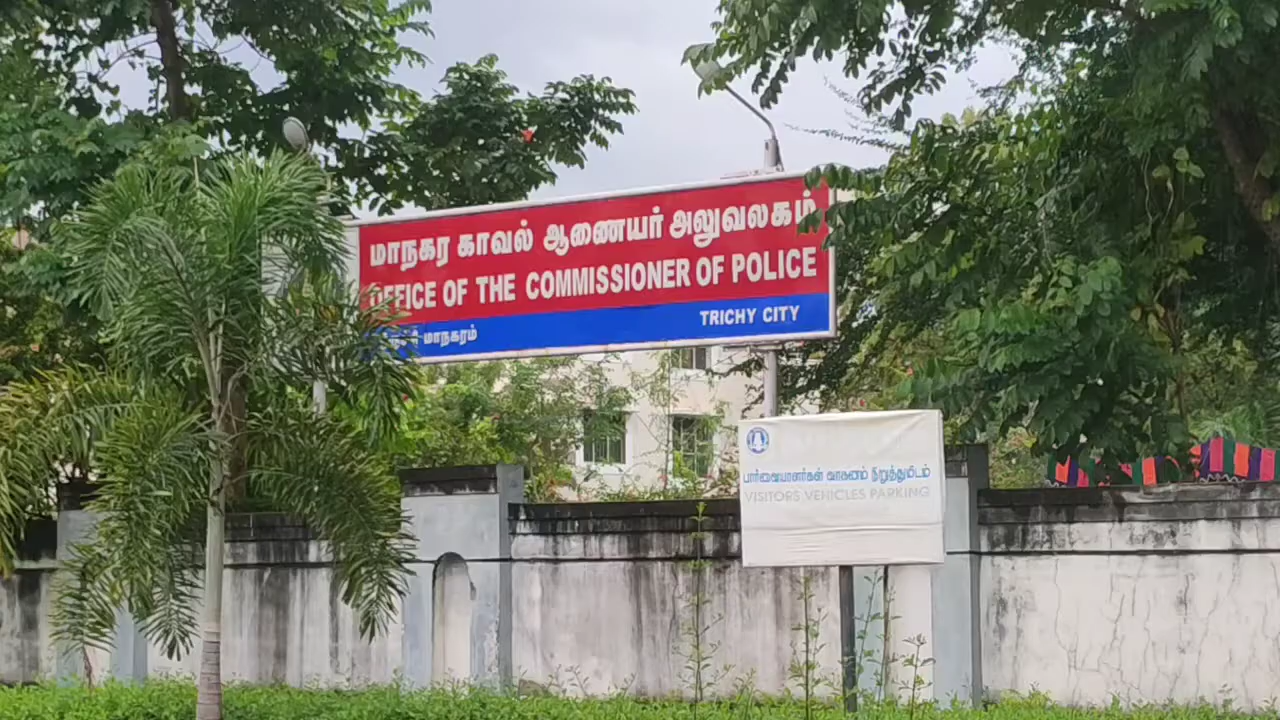 மாநகர காவல் ஆணையர் அலுவலகம்
OFFICE OF THE COMMISSIONER OF POLICE
மாநகரம்
TRICHY CITY
பார்வையாளர்கள் வாகனம் நிறுத்துமிடம்
VISITORS VEHICLES PARKING